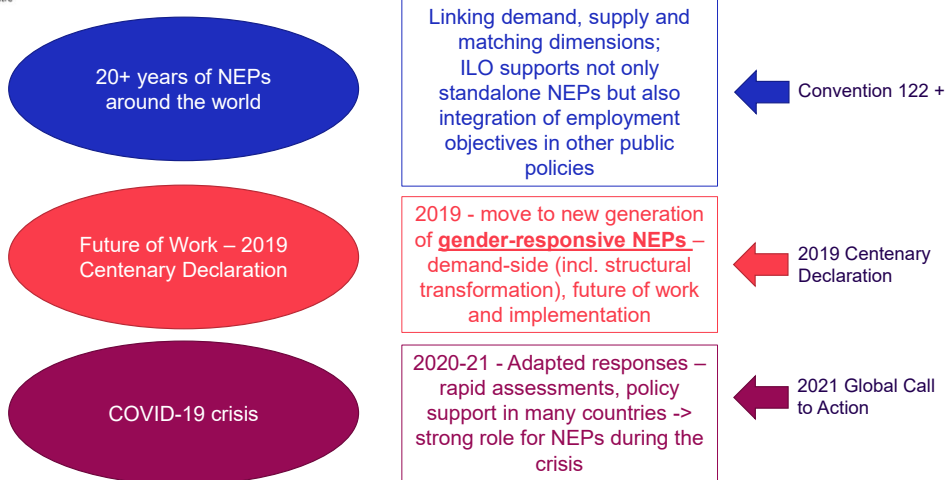 20+ years of NEPs
around the world
Linking demand, supply and
matching dimensions;
ILO supports not only
standalone NEPs but also
integration of employment
objectives in other public
policies
Convention 122 +
Future of Work – 2019
Centenary Declaration
2019 - move to new generation
of gender-responsive NEPs –
demand-side (incl. structural
transformation), future of work
and implementation
2019 Centenary
Declaration
COVID-19 crisis
2020-21 - Adapted responses –
rapid assessments, policy
support in many countries ->
strong role for NEPs during the
crisis
2021 Global Call
to Action